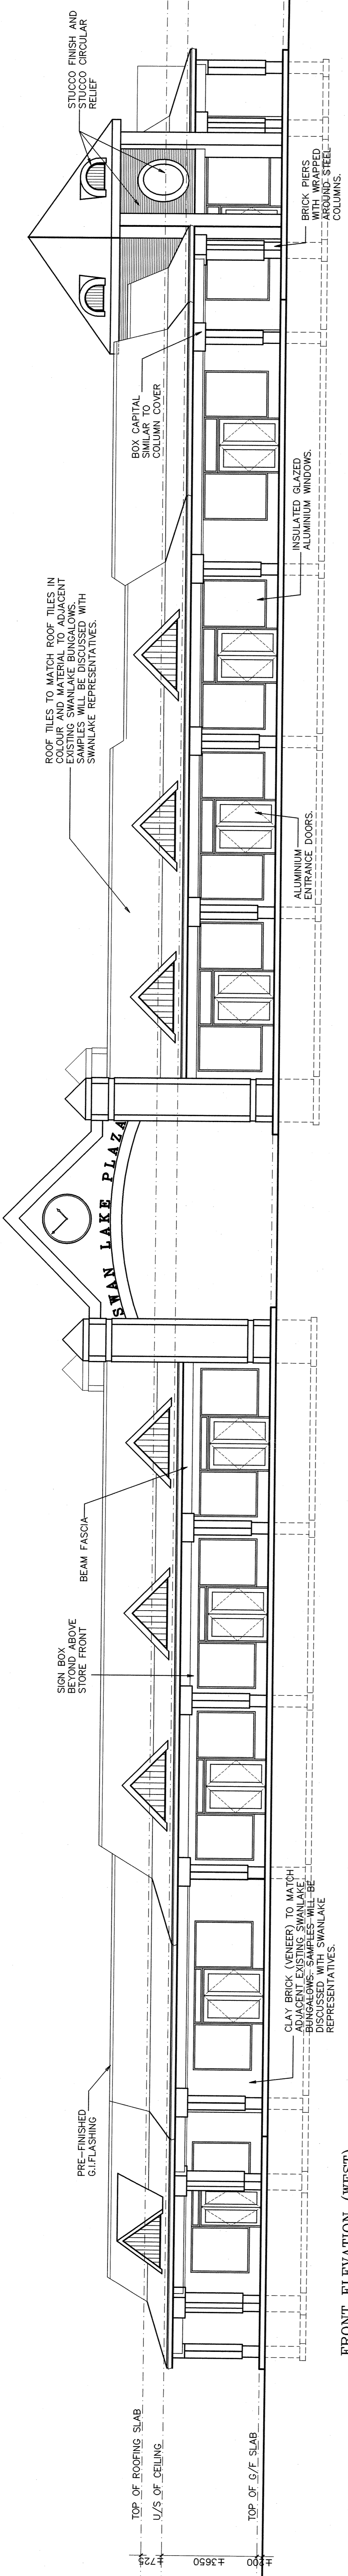 TOP OF ROOFING SLAB
U/S OF CEILING
TOP OF G/F SLAB
±725
±3650
±200
PRE-FINISHED
G.I.FLASHING
SIGN BOX
BEYOND ABOVE
STORE FRONT
BEAM FASCIA
CLAY BRICK (VENEER) TO MATCH
ADJACENT EXISTING SWANLAKE
BUNGALOWS. SAMPLES WILL BE
DISCUSSED WITH SWANLAKE
REPRESENTATIVES.
SWAN LAKE PLAZA
ROOF TILES TO MATCH ROOF TILES IN
COLOUR AND MATERIAL TO ADJACENT
EXISTING SWANLAKE BUNGALOWS.
SAMPLES WILL BE DISCUSSED WITH
SWANLAKE REPRESENTATIVES.
ALUMINIUM
ENTRANCE DOORS.
INSULATED GLAZED
ALUMINIUM WINDOWS.
BOX CAPITAL
SIMILAR TO
COLUMN COVER
BRICK PIERS
WITH WRAPPED
AROUND STEEL
COLUMNS.
STUCCO FINISH AND
STUCCO CIRCULAR
RELIEF
FRONT ELEVATION (WEST)